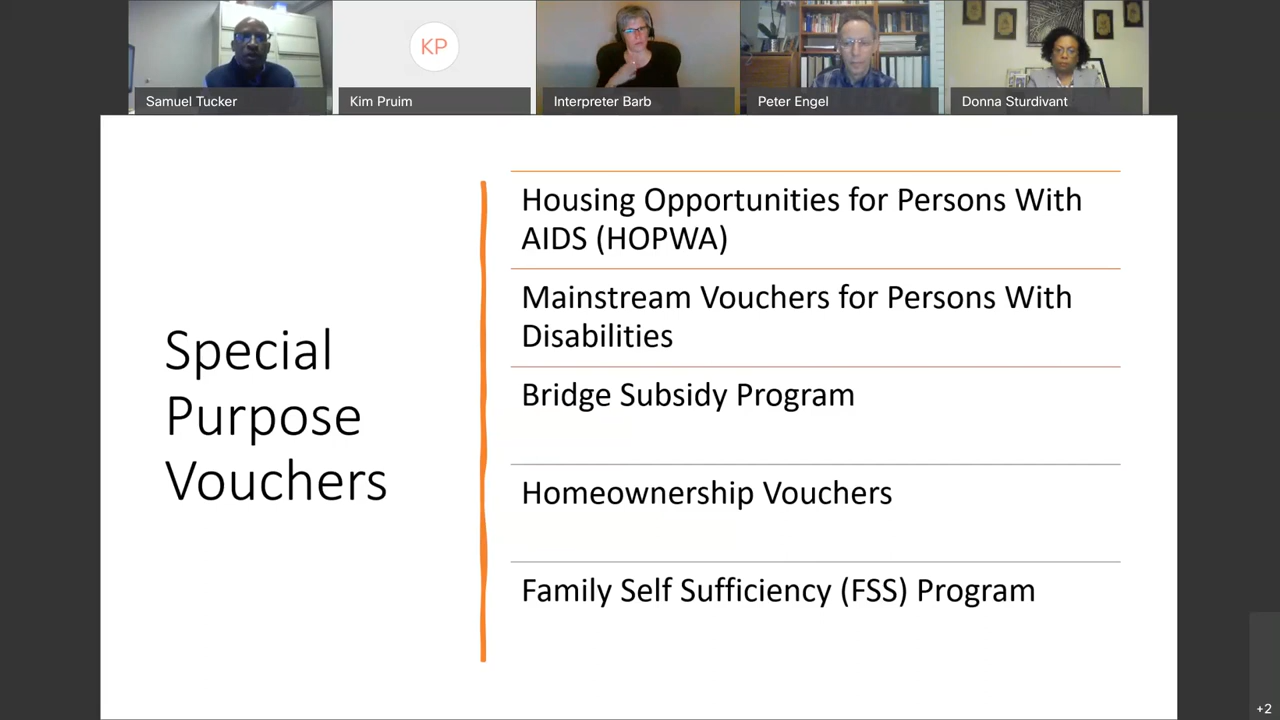 KP
Samuel Tucker
Kim Pruim
Interpreter Barb
Peter Engel
Donna Sturdivant
Special
Purpose
Vouchers
Housing Opportunities for Persons With
AIDS (HOPWA)
Mainstream Vouchers for Persons With
Disabilities
Bridge Subsidy Program
Homeownership Vouchers
Family Self Sufficiency (FSS) Program
+2